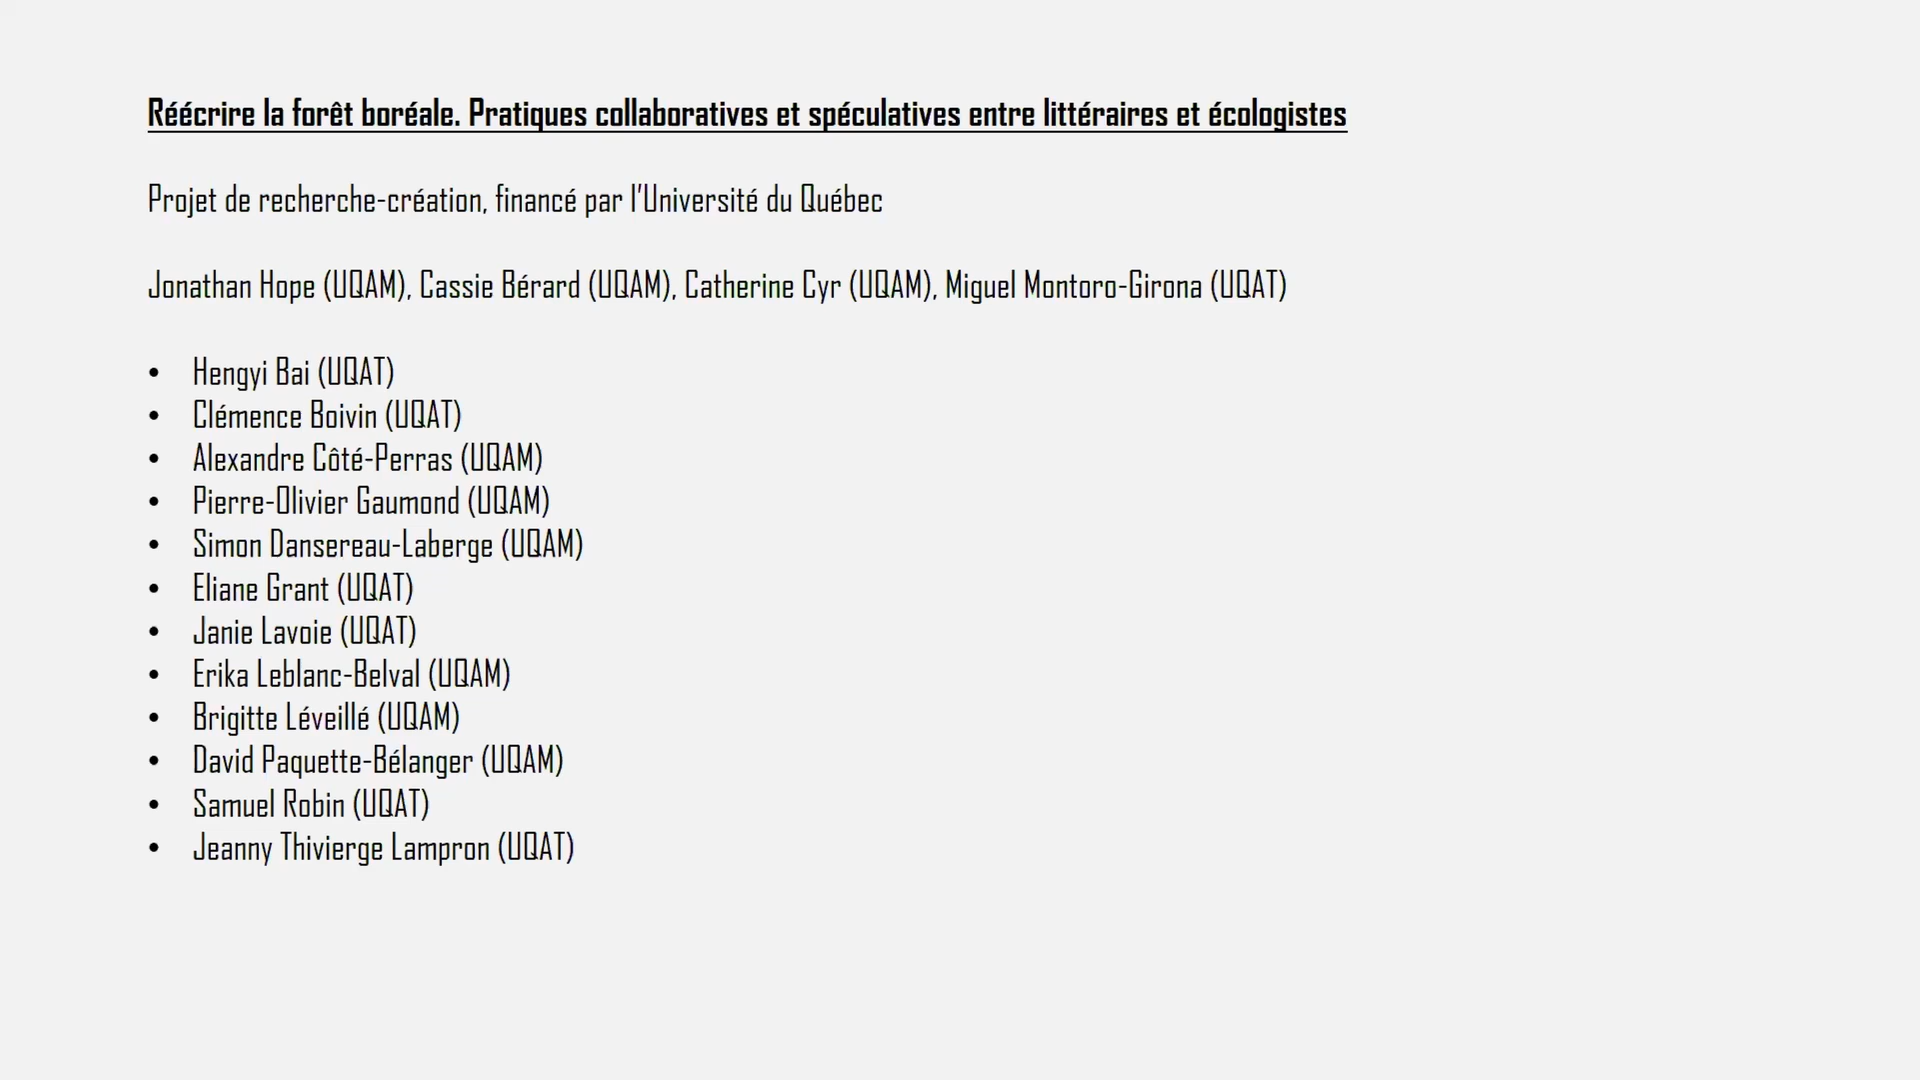 Réécrire la forêt boréale. Pratiques collaboratives et spéculatives entre littéraires et écologistes
Projet de recherche-création, financé par l'Université du Québec
Jonathan Hope (UQAM), Cassie Bérard (UQAM), Catherine Cyr (UQAM), Miguel Montoro-Girona (UQAT)
• Hengyi Bai (UQAT)
• Clémence Boivin (UQAT)
• Alexandre Côté-Perras (UQAM)
• Pierre-Olivier Gaumond (UQAM)
• Simon Dansereau-Laberge (UQAM)
• Eliane Grant (UQAT)
• Janie Lavoie (UQAT)
• Erika Leblanc-Belval (UQAM)
• Brigitte Léveillé (UQAM)
• David Paquette-Bélanger (UQAM)
• Samuel Robin (UQAT)
• Jeanny Thivierge Lampron (UQAT)